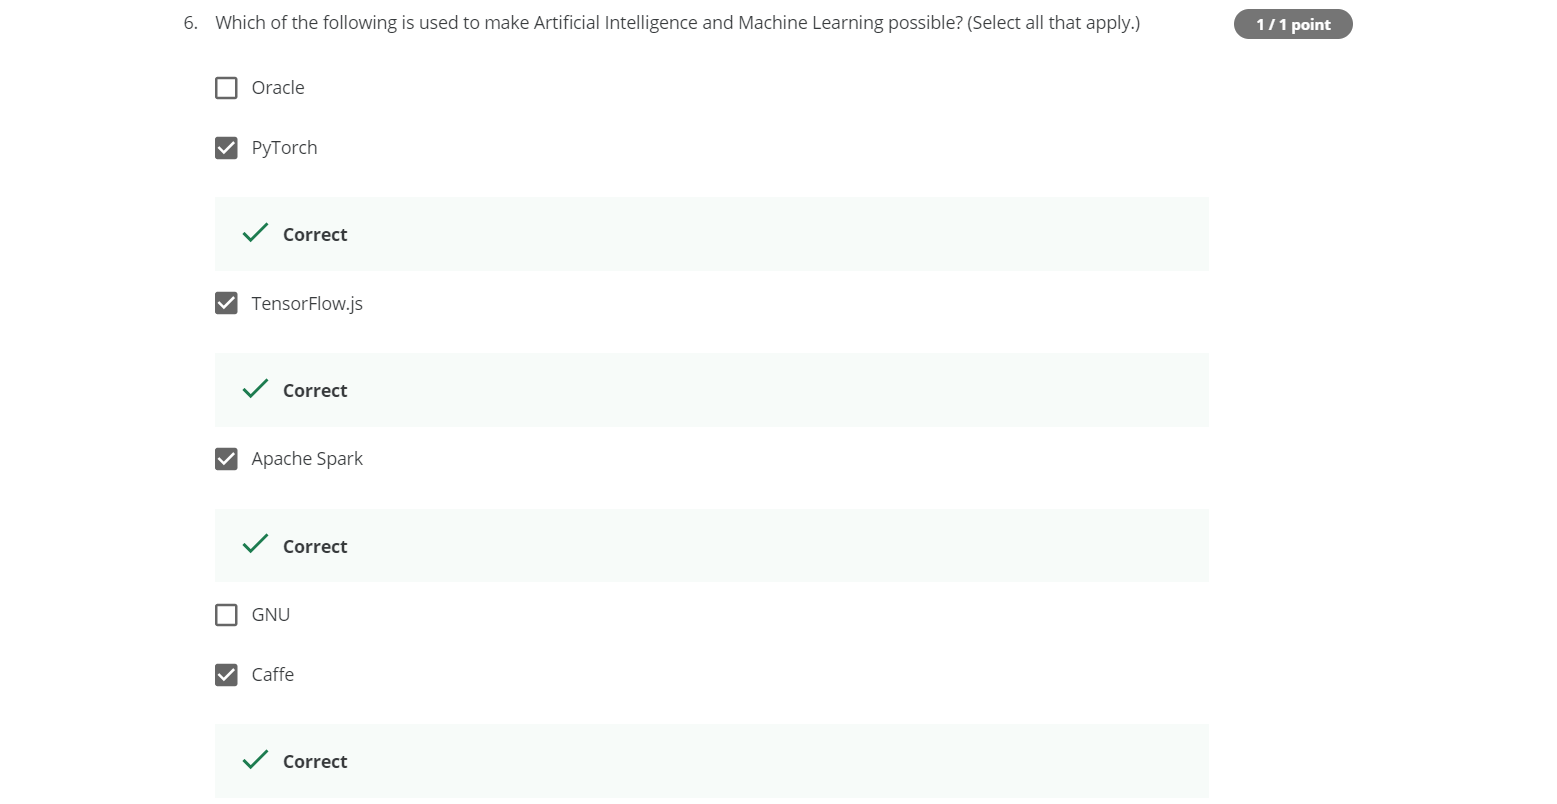 6. Which of the following is used to make Artificial Intelligence and Machine Learning possible? (Select all that apply.)
1 / 1 point
Oracle
PyTorch
Correct
TensorFlow.js
Correct
Apache Spark
Correct
GNU
Caffe
Correct